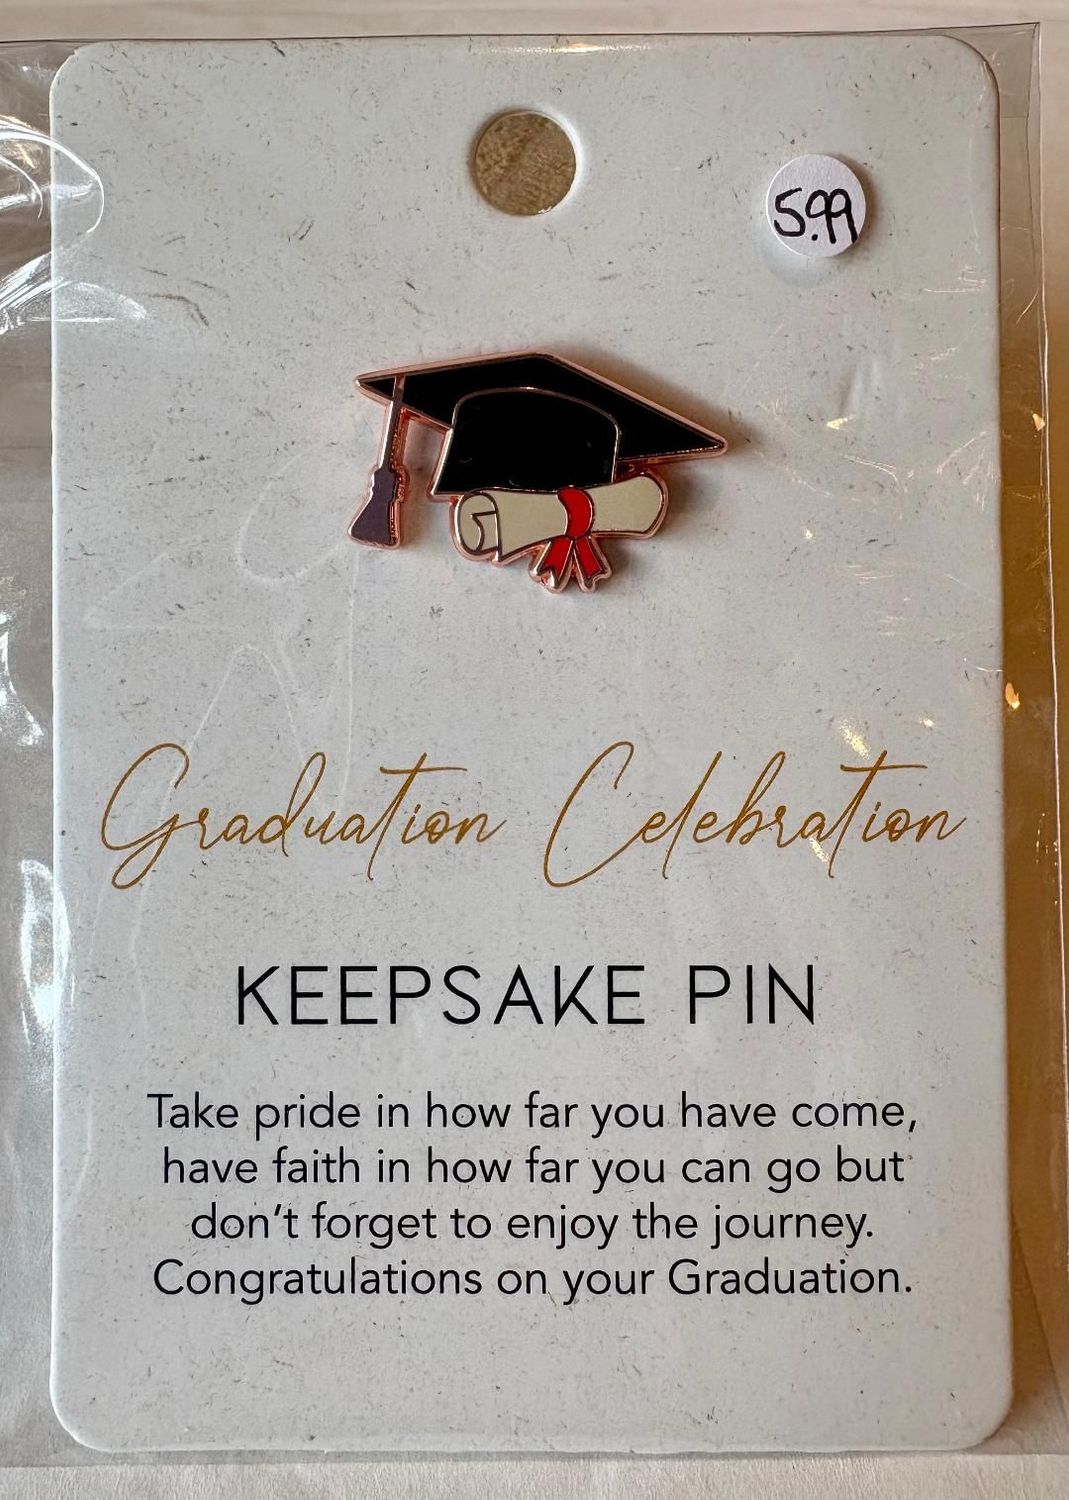 5.99
Graduation Celebration
KEEPSAKE PIN
Take pride in how far you have come,
have faith in how far you can go but
don't forget to enjoy the journey.
Congratulations on your Graduation.